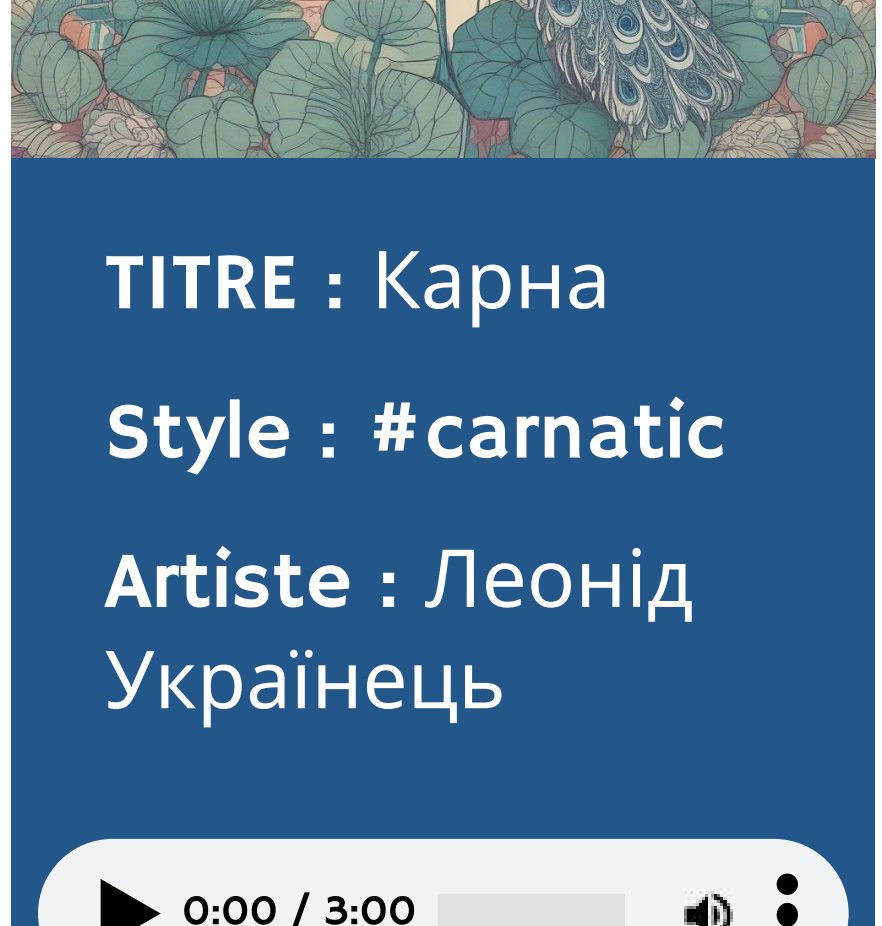 TITRE : Карна
Style : #carnatic
Artiste : Леонід
Українець
0:00 / 3:00